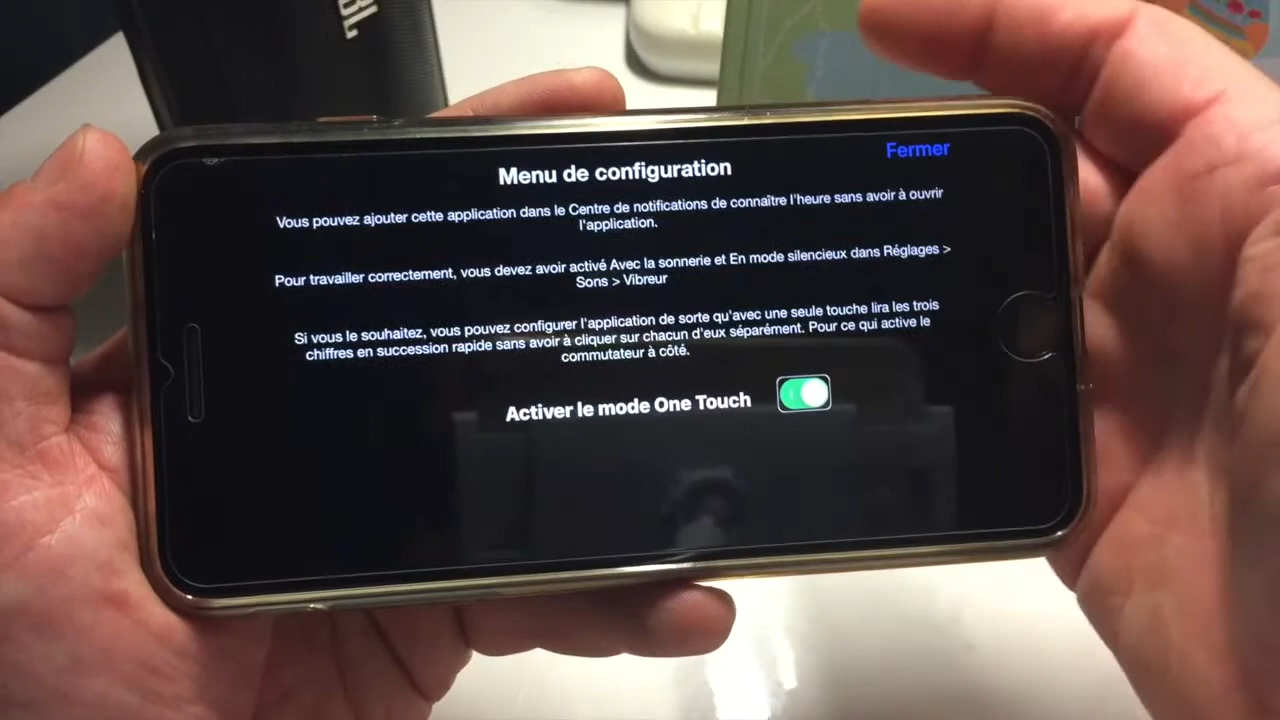 JBL
Fermer
Menu de configuration
Vous pouvez ajouter cette application dans le Centre de notifications de connaître l'heure sans avoir à ouvrir
l'application.
Pour travailler correctement, vous devez avoir activé Avec la sonnerie et En mode silencieux dans Réglages >
Sons > Vibreur
Si vous le souhaitez, vous pouvez configurer l'application de sorte qu'avec une seule touche lira les trois
chiffres en succession rapide sans avoir à cliquer sur chacun d'eux séparément. Pour ce qui active le
commutateur à côté.
Activer le mode One Touch